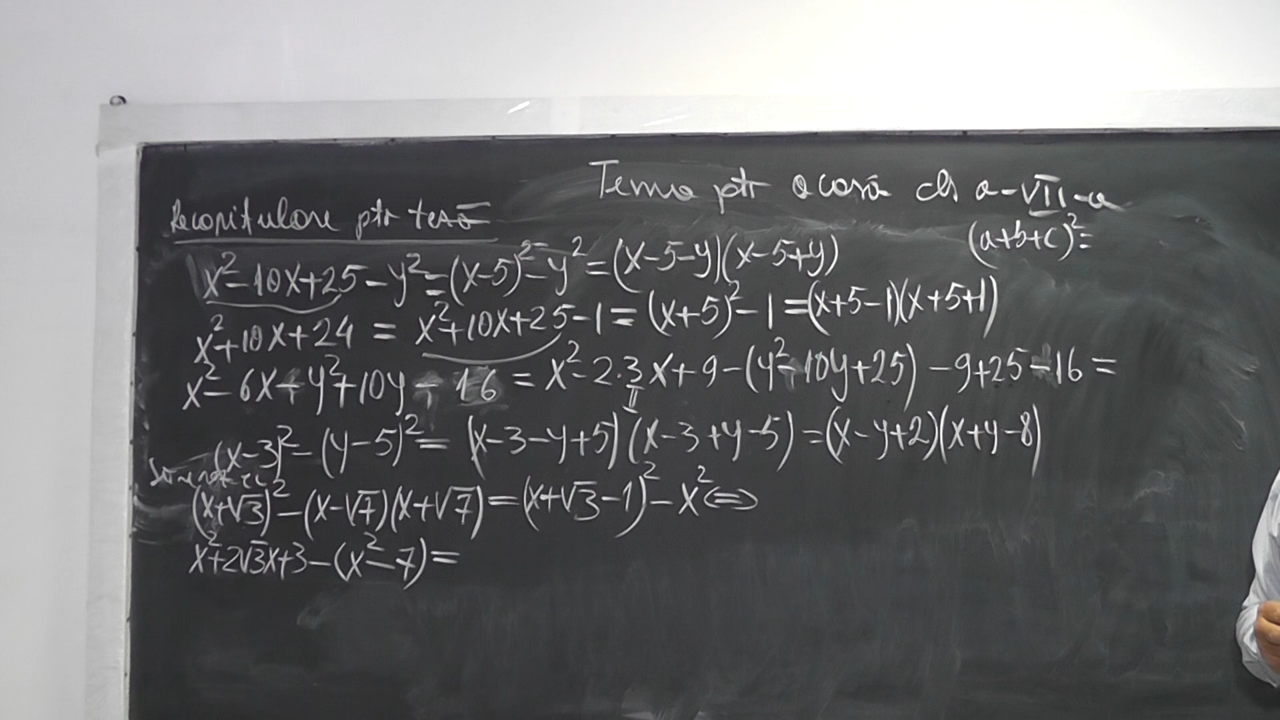 Tema ptr acasă cls a-VII-a
Recapitulare ptr teză
(a+b+c)²=
x²-10x+25-y²=(x-5)²-y²=(x-5-y)(x-5+y)
x²+10x+24 = x²+10x+25-1=(x+5)²-1=(x+5-1)(x+5+1)
x²-6x-y²+10y-16=x²-2·3x+9-(y²-10y+25)-9+25-16=
(x-3)²-(y-5)²=(x-3-y+5)(x-3+y-5)=(x-y+2)(x+y-8)
(x+√3)²-(x-√7)(x+√7)=(x+√3-1)²-x²⇔
x²+2√3x+3-(x²-7)=